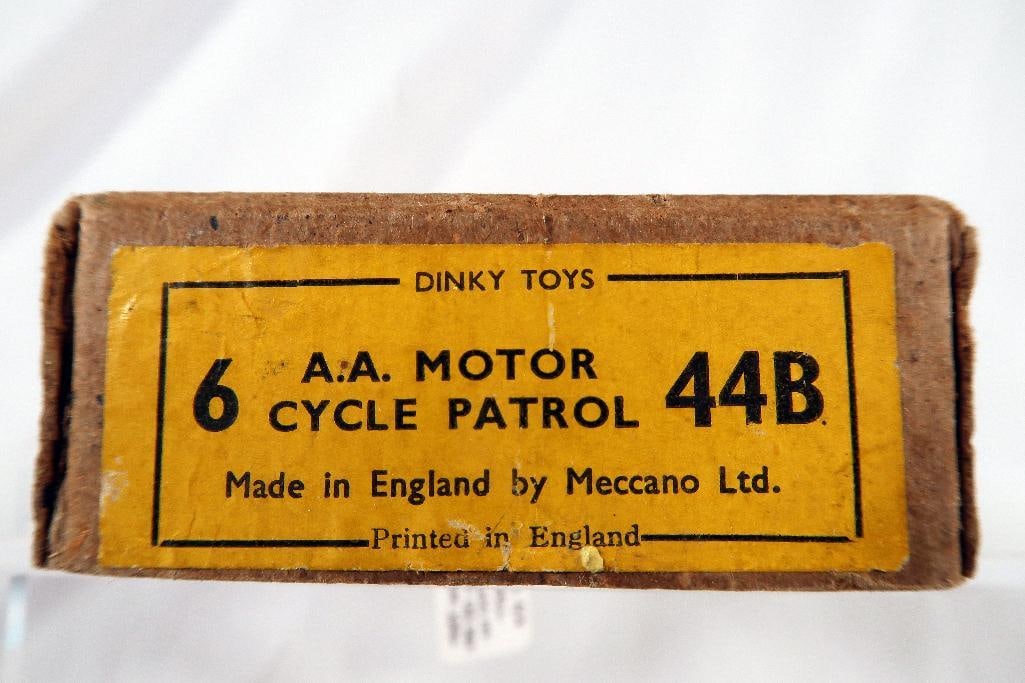 DINKY TOYS
6 A.A. MOTOR CYCLE PATROL 44B
Made in England by Meccano Ltd.
Printed in England